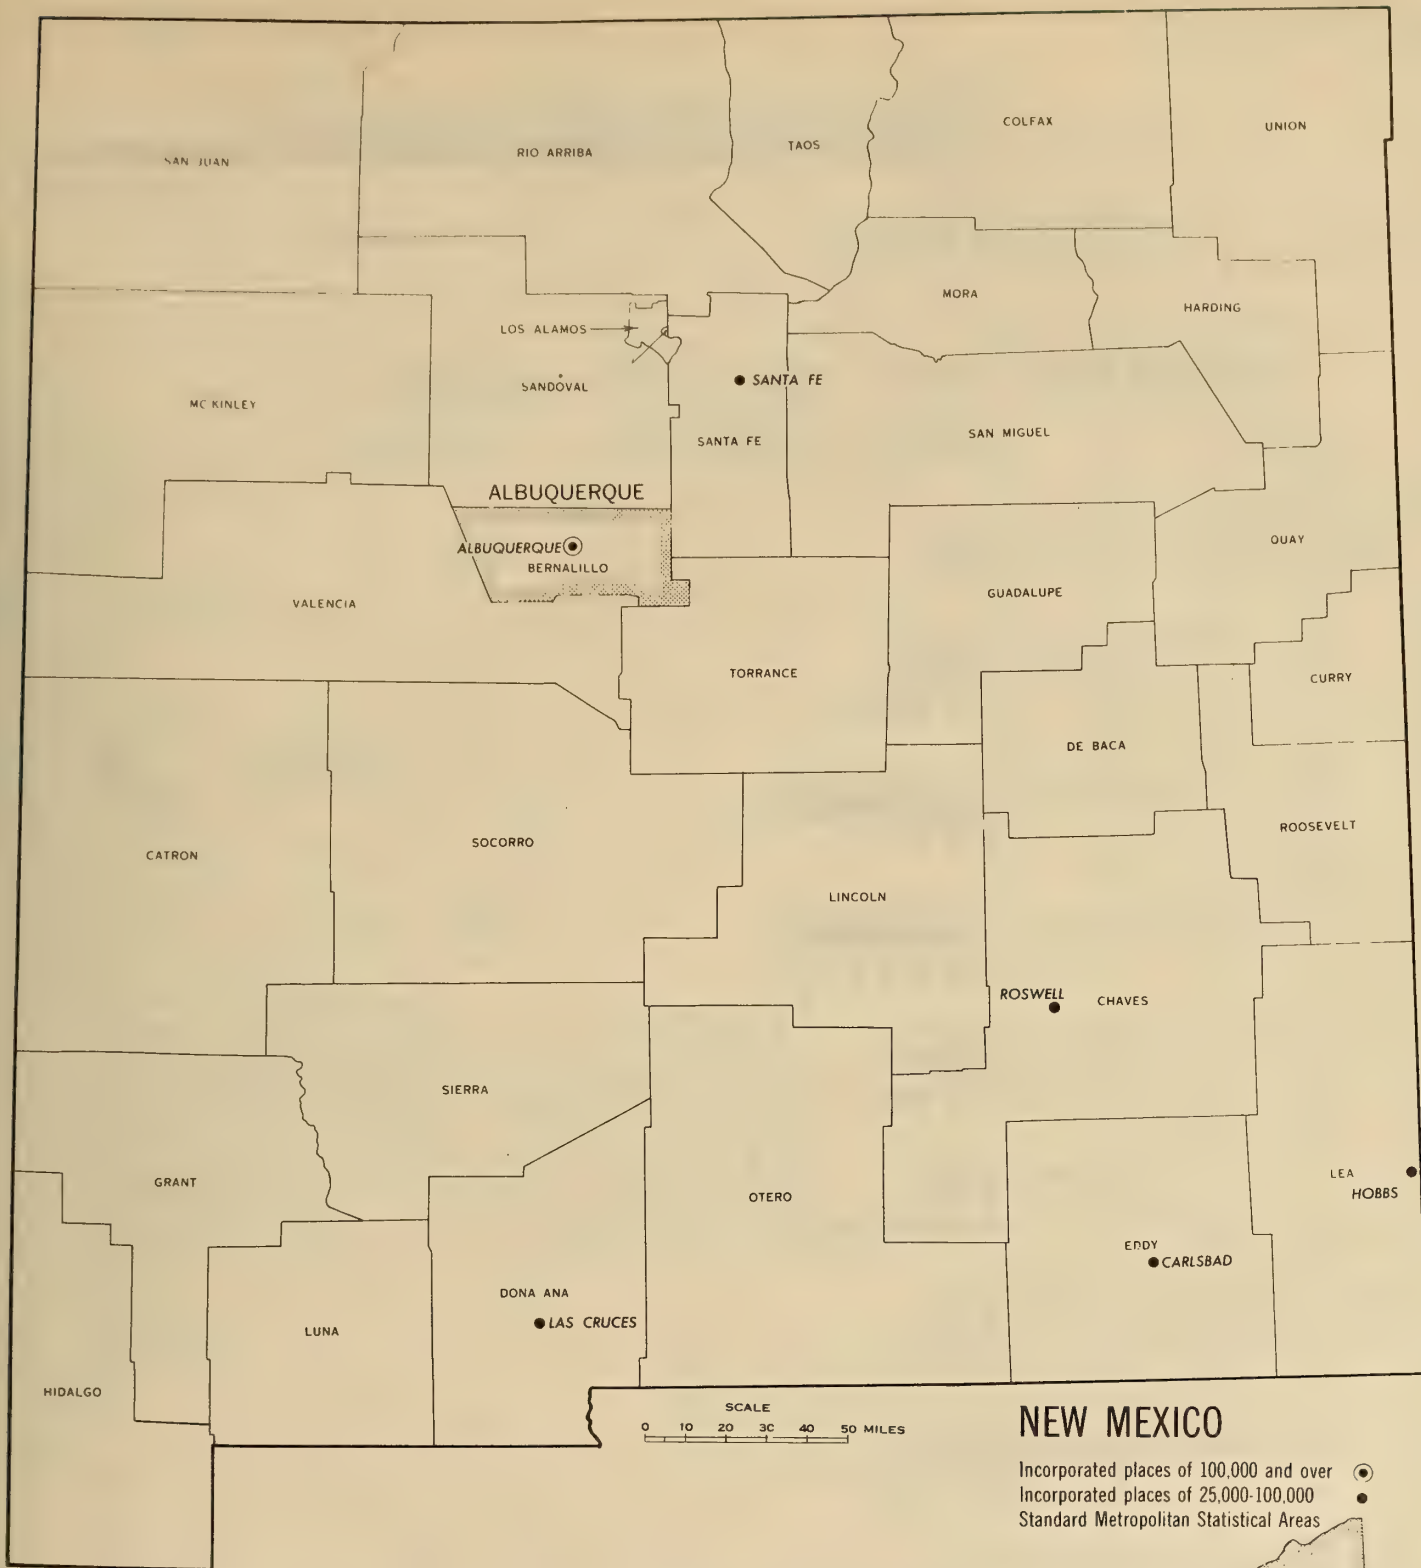 COLFAX
UNION
TAOS
RIO ARRIBA
SAN JUAN
MORA
HARDING
LOS ALAMOS
SANTA FE
SANDOVAL
MC KINLEY
SAN MIGUEL
SANTA FE
ALBUQUERQUE
QUAY
ALBUQUERQUE
BERNALILLO
GUADALUPE
VALENCIA
TORRANCE
CURRY
DE BACA
ROOSEVELT
SOCORRO
CATRON
LINCOLN
ROSWELL
CHAVES
SIERRA
LEA
GRANT
HOBBS
OTERO
EDDY
CARLSBAD
DONA ANA
LAS CRUCES
LUNA
HIDALGO
SCALE
0 10 20 30 40 50 MILES
NEW MEXICO
Incorporated places of 100,000 and over
Incorporated places of 25,000-100,000
Standard Metropolitan Statistical Areas